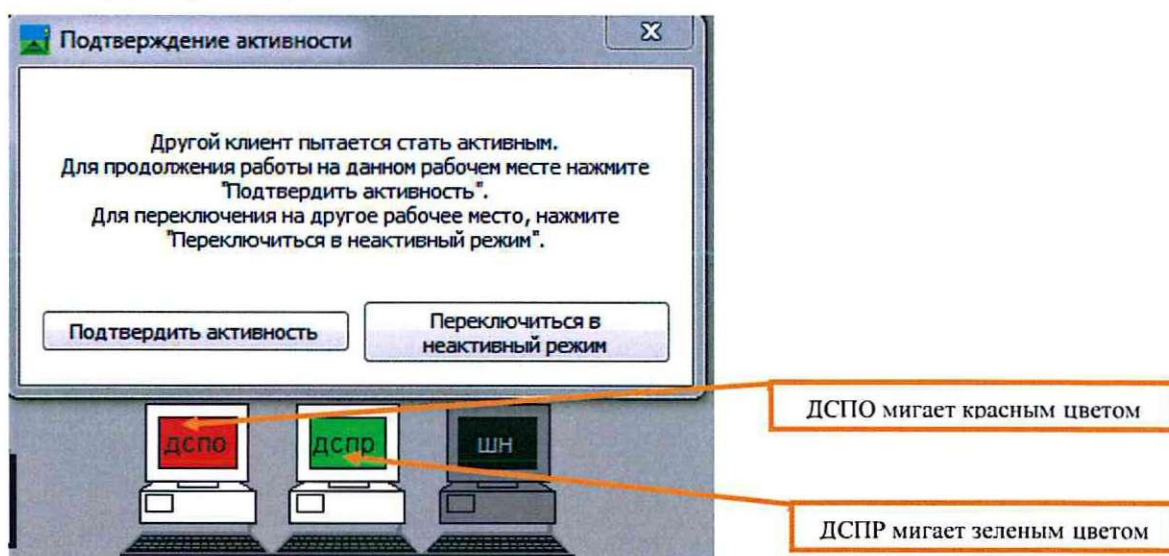 Подтверждение активности
Другой клиент пытается стать активным.
Для продолжения работы на данном рабочем месте нажмите
"Подтвердить активность".
Для переключения на другое рабочее место, нажмите
"Переключиться в неактивный режим".
Подтвердить активность
Переключиться в
неактивный режим
ДСПО мигает красным цветом
дспо
дспр
шн
ДСПР мигает зеленым цветом